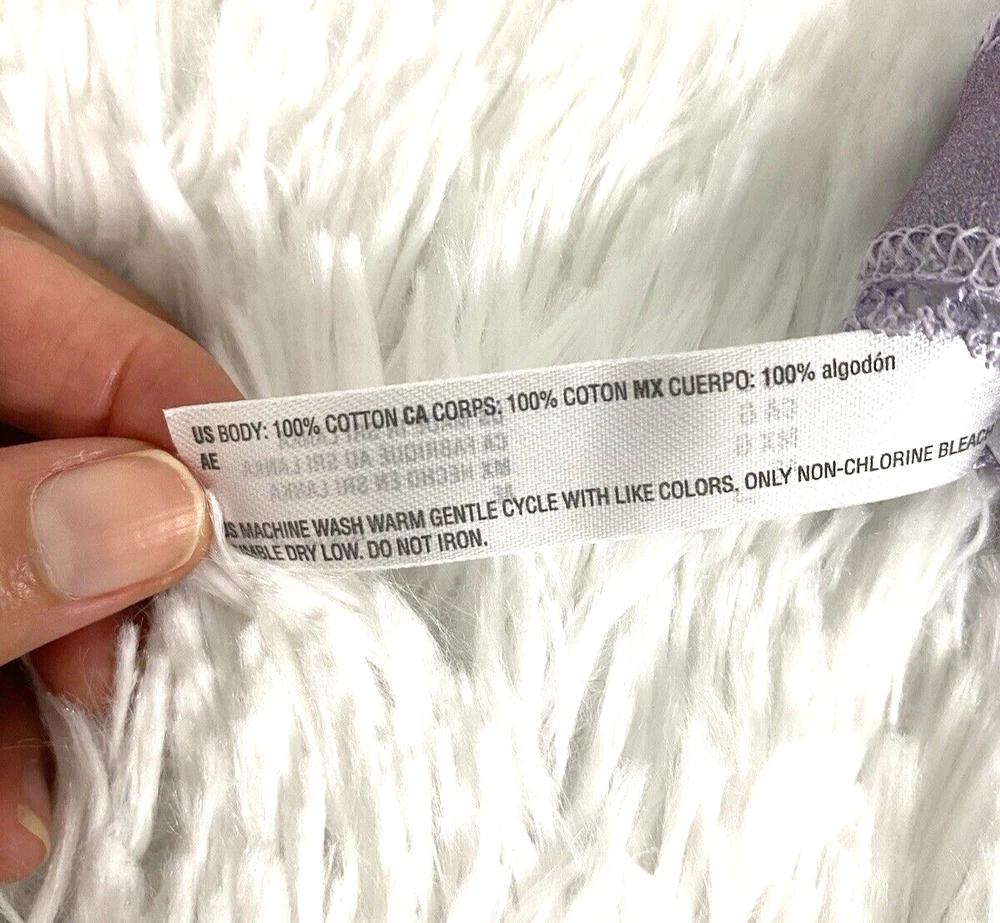 US BODY: 100% COTTON CA CORPS: 100% COTON MX CUERPO: 100% algodón
AE
US MACHINE WASH WARM GENTLE CYCLE WITH LIKE COLORS. ONLY NON-CHLORINE BLEACH
DRY LOW. DO NOT IRON.